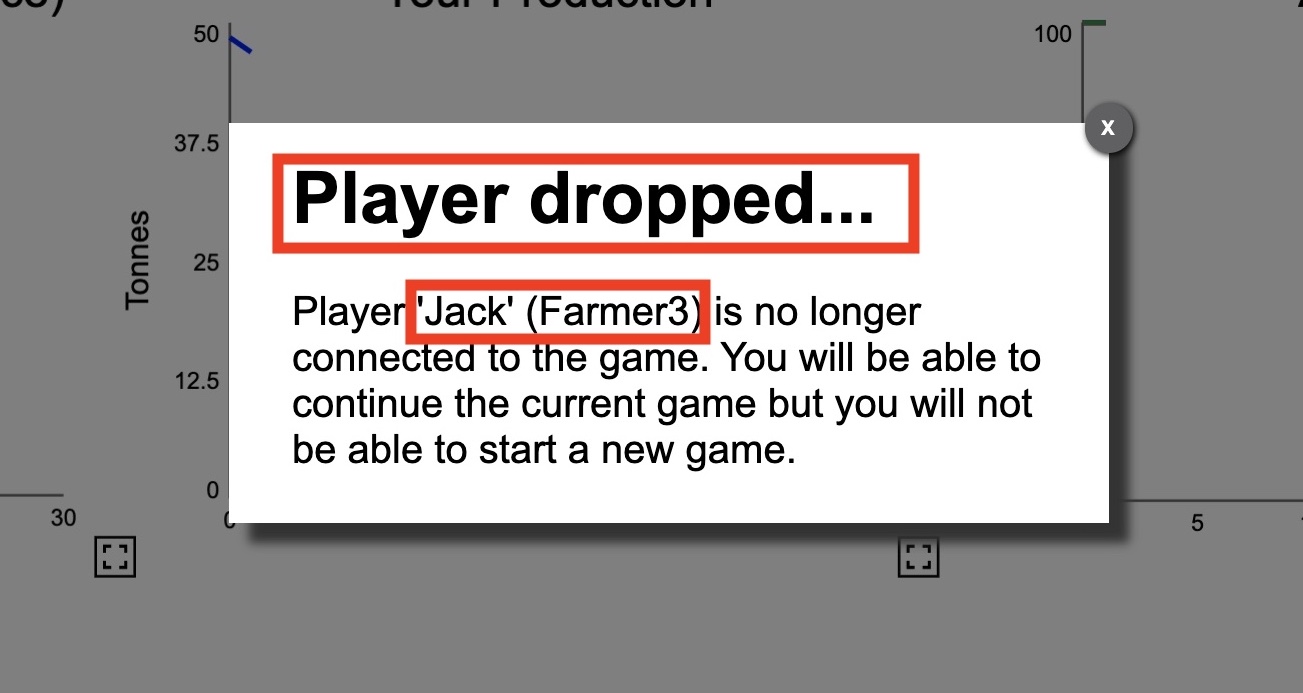 Your Production
50
100
x
37.5
Player dropped...
Tonnes
25
Player 'Jack' (Farmer3) is no longer
connected to the game. You will be able to
12.5
continue the current game but you will not
be able to start a new game.
0
30
0
5